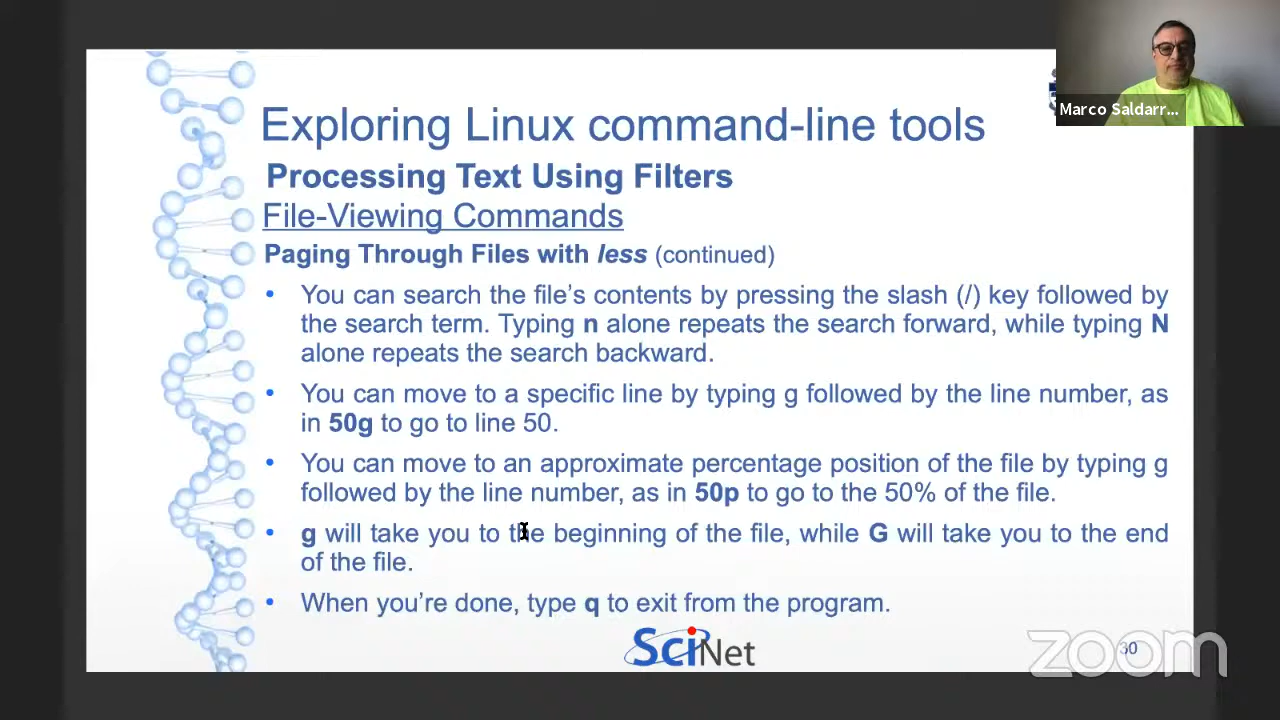 Marco Saldarr...
Exploring Linux command-line tools
Processing Text Using Filters
File-Viewing Commands
Paging Through Files with less (continued)
• You can search the file's contents by pressing the slash (/) key followed by
the search term. Typing n alone repeats the search forward, while typing N
alone repeats the search backward.
• You can move to a specific line by typing g followed by the line number, as
in 50g to go to line 50.
• You can move to an approximate percentage position of the file by typing g
followed by the line number, as in 50p to go to the 50% of the file.
• g will take you to the beginning of the file, while G will take you to the end
of the file.
• When you're done, type q to exit from the program.
SciNet
30
zoom